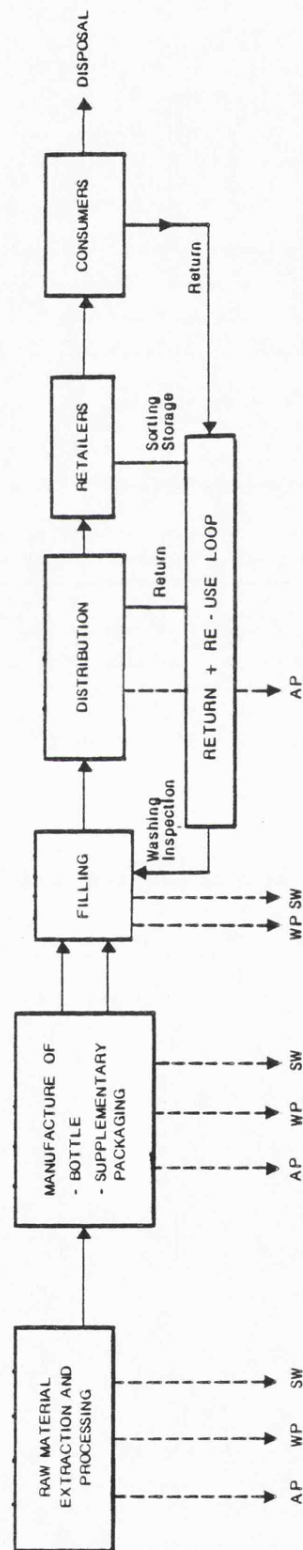 RAW MATERIAL
EXTRACTION AND
PROCESSING
AP
WP
SW
MANUFACTURE OF
- BOTTLE
- SUPPLEMENTARY
PACKAGING
AP
WP
SW
FILLING
WP SW
Washing
Inspection
DISTRIBUTION
Return
AP
RETAILERS
Sorting
Storage
CONSUMERS
Return
DISPOSAL
RETURN + RE - USE LOOP